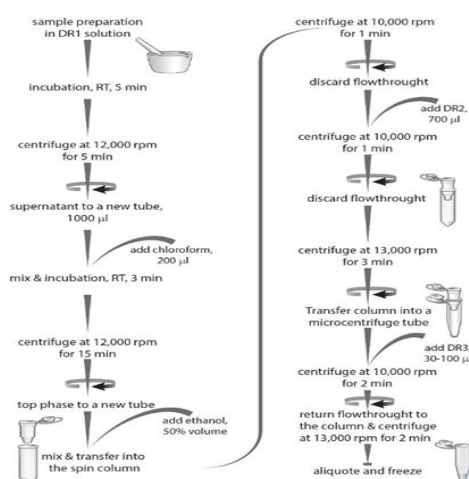 sample preparation
in DR1 solution
incubation, RT, 5 min
centrifuge at 12,000 rpm
for 5 min
supernatant to a new tube,
1000 µl
add chloroform,
200 µl
mix & incubation, RT, 3 min
centrifuge at 12,000 rpm
for 15 min
top phase to a new tube
add ethanol,
50% volume
mix & transfer into
the spin column
centrifuge at 10,000 rpm
for 1 min
discard flowthrought
add DR2,
700 µl
centrifuge at 10,000 rpm
for 1 min
discard flowthrought
centrifuge at 13,000 rpm
for 3 min
Transfer column into a
microcentrifuge tube
add DR3,
30-100 µl
centrifuge at 10,000 rpm
for 2 min
return flowthrought to
the column & centrifuge
at 13,000 rpm for 2 min
aliquote and freeze